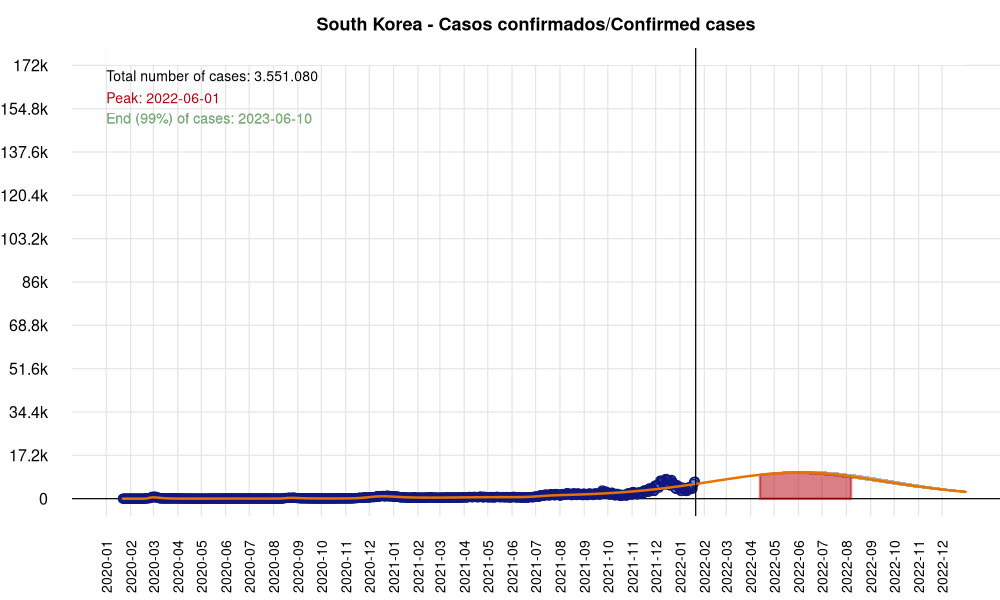 South Korea - Casos confirmados/Confirmed cases
172k
Total number of cases: 3.551.080
Peak: 2022-06-01
154.8k
End (99%) of cases: 2023-06-10
137.6k
120.4k
103.2k
86k
68.8k
51.6k
34.4k
17.2k
0
2020-01
2020-02
2020-03
2020-04
2020-05
2020-06
2020-07
2020-08
2020-09
2020-10
2020-11
2020-12
2021-01
2021-02
2021-03
2021-04
2021-05
2021-06
2021-07
2021-08
2021-09
2021-10
2021-11
2021-12
2022-01
2022-02
2022-03
2022-04
2022-05
2022-06
2022-07
2022-08
2022-09
2022-10
2022-11
2022-12